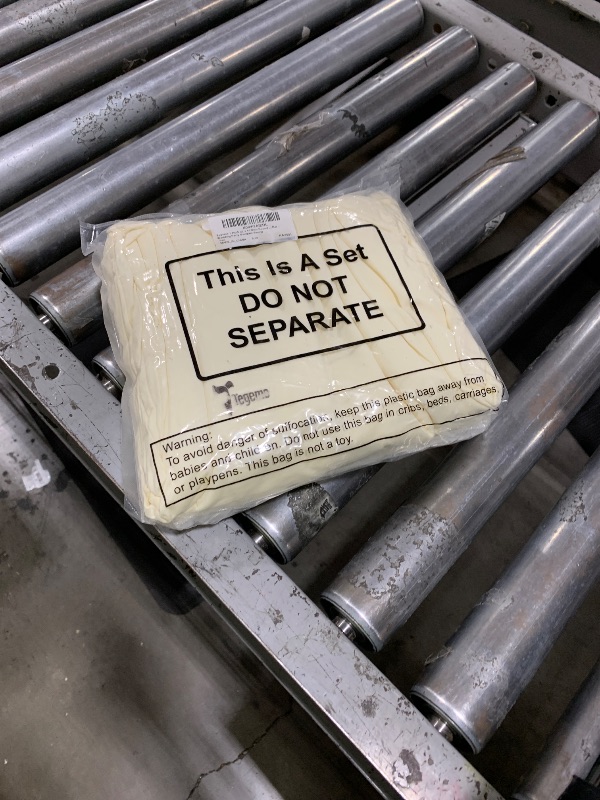 This Is A Set
DO NOT
SEPARATE
Tegema
Warning:
To avoid danger of suffocation, keep this plastic bag away from
babies and children. Do not use this bag in cribs, beds, carriages,
or playpens. This bag is not a toy.